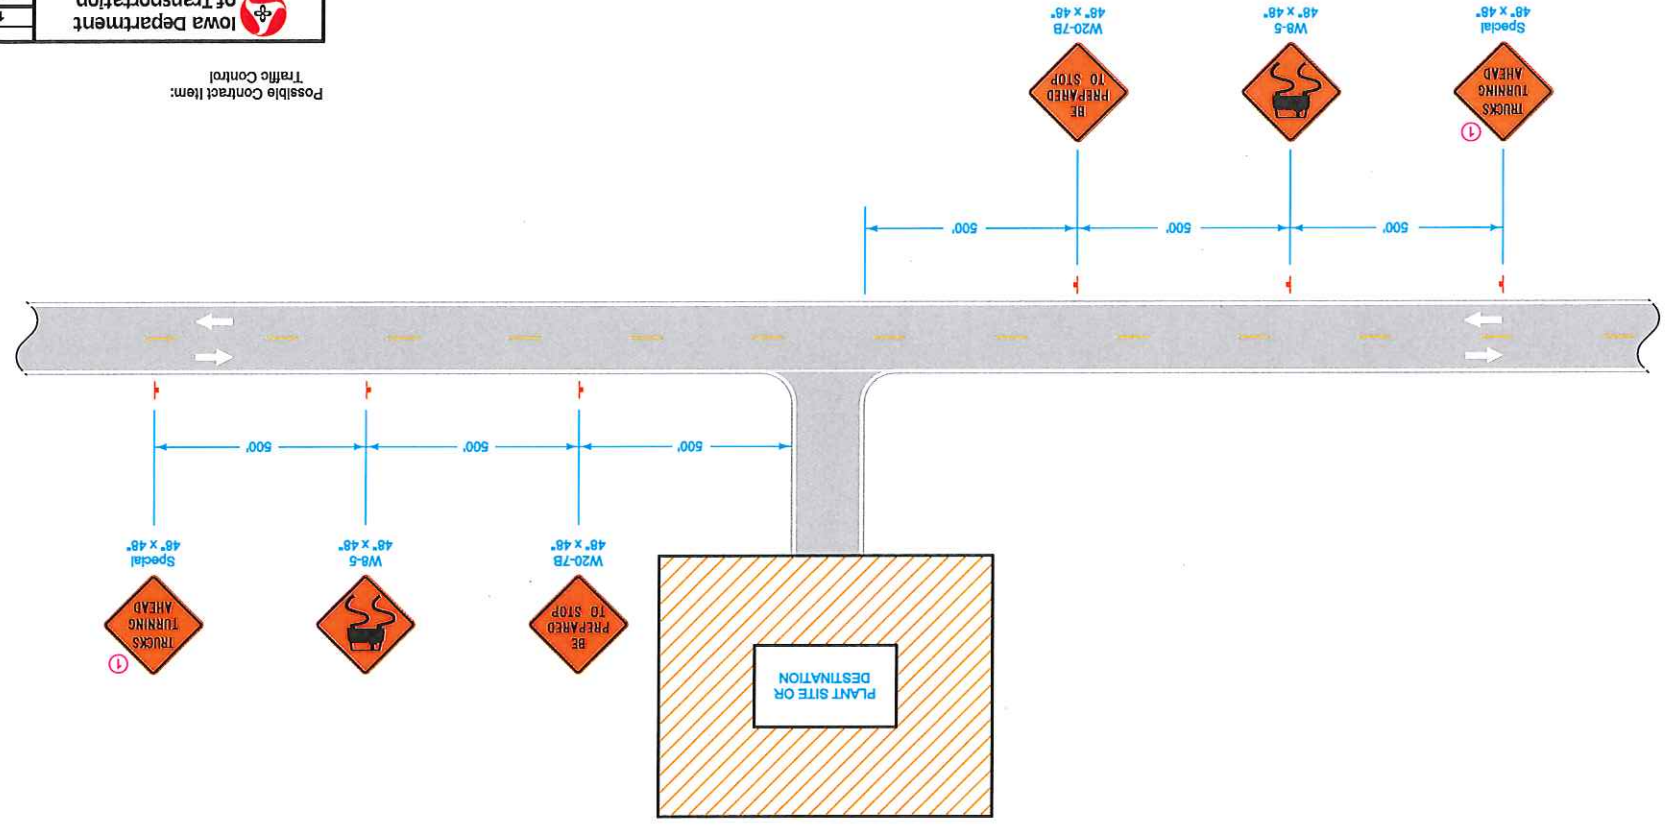 PLANT SITE OR
DESTINATION
BE
PREPARED
TO STOP
W20-7B
48" x 48"
W8-5
48" x 48"
1
TRUCKS
TURNING
AHEAD
Special
48" x 48"
500'
500'
500'
500'
500'
500'
1
TRUCKS
TURNING
AHEAD
Special
48" x 48"
W8-5
48" x 48"
BE
PREPARED
TO STOP
W20-7B
48" x 48"
Possible Contract Item:
Traffic Control
Iowa Department
of Transportation